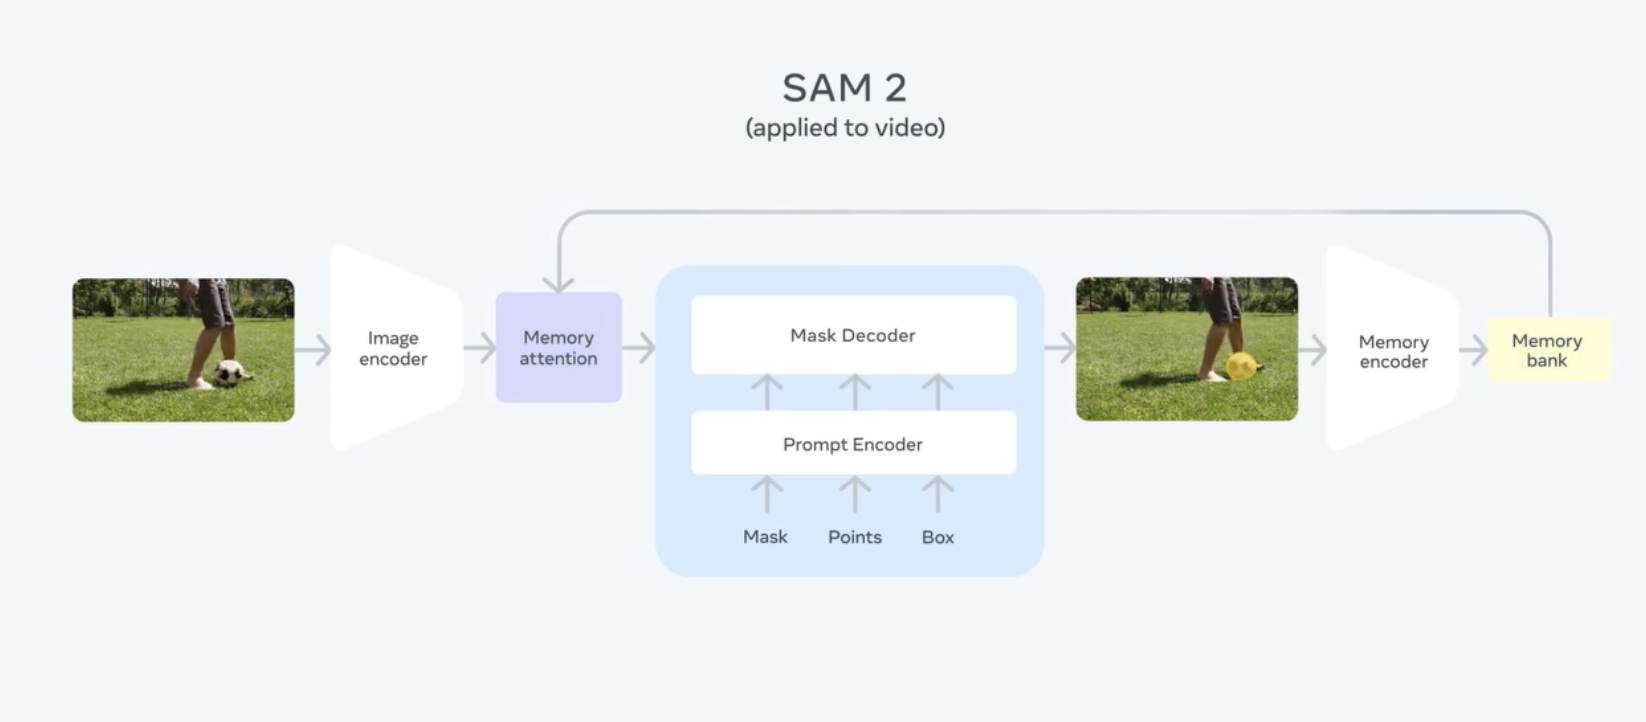 SAM 2
(applied to video)
Image
encoder
Memory
attention
Mask Decoder
Prompt Encoder
Mask
Points
Box
Memory
encoder
Memory
bank